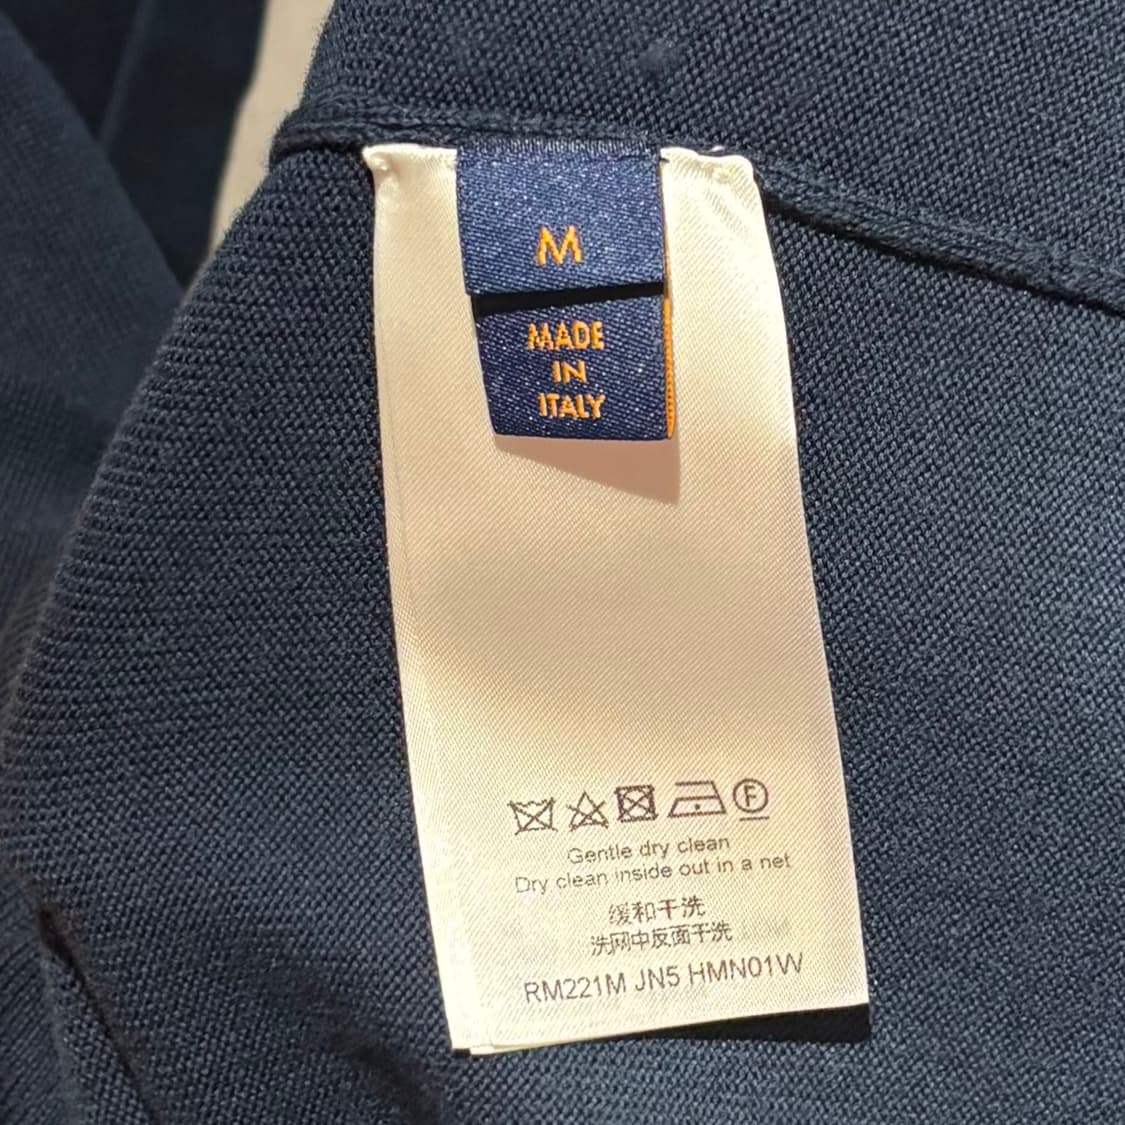 M
MADE
IN
ITALY
F
Gentle dry clean
Dry clean inside out in a net
缓和干洗
洗网中反面干洗
RM221M JN5 HMN01W